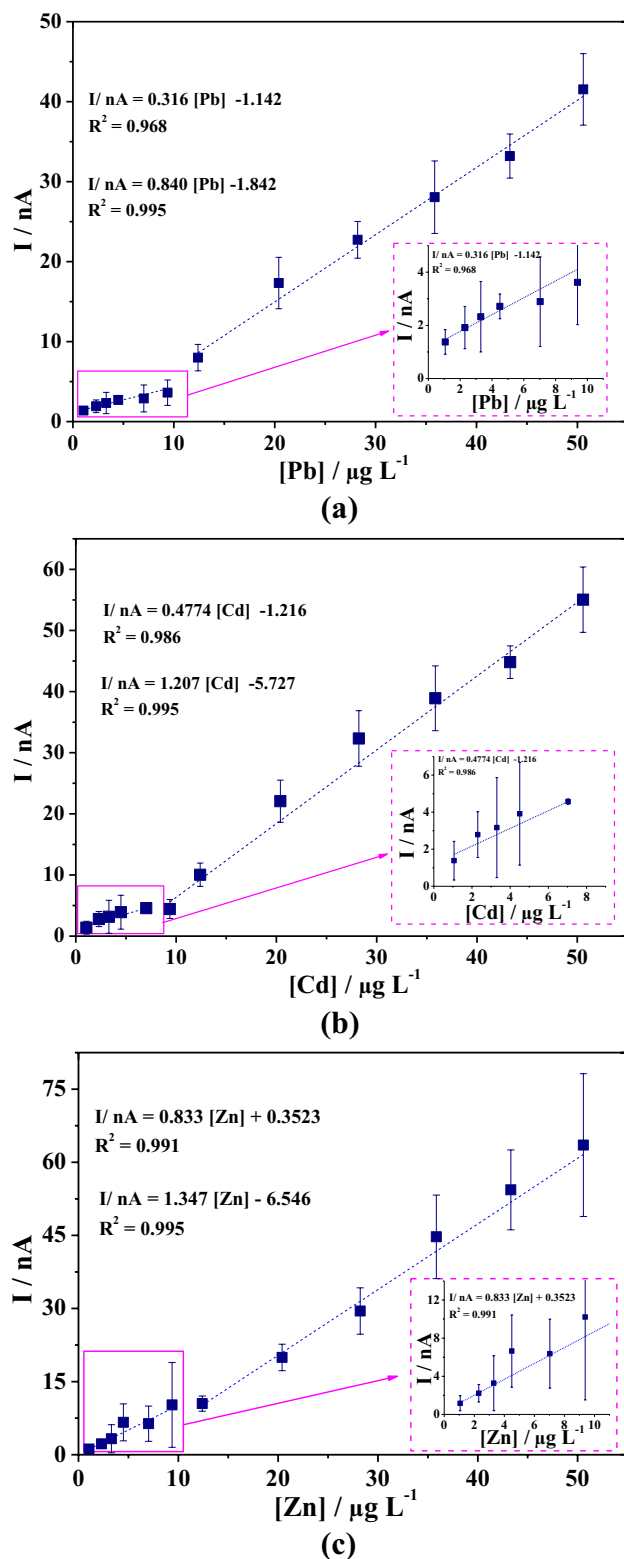 50
40
30
20
10
0
I / nA
I/ nA = 0.316 [Pb] -1.142
R² = 0.968
I/ nA = 0.840 [Pb] -1.842
R² = 0.995
I/ nA = 0.316 [Pb] -1.142
R² = 0.968
4
2
0
I / nA
0 2 4 6 8 10
[Pb] / µg L⁻¹
0 10 20 30 40 50
[Pb] / µg L⁻¹
(a)
60
50
40
30
20
10
0
I / nA
I/ nA = 0.4774 [Cd] -1.216
R² = 0.986
I/ nA = 1.207 [Cd] -5.727
R² = 0.995
I/ nA = 0.4774 [Cd] -1.216
R² = 0.986
6
4
2
0
I / nA
0 2 4 6 8
[Cd] / µg L⁻¹
0 10 20 30 40 50
[Cd] / µg L⁻¹
(b)
75
60
45
30
15
0
I / nA
I/ nA = 0.833 [Zn] + 0.3523
R² = 0.991
I/ nA = 1.347 [Zn] - 6.546
R² = 0.995
I/ nA = 0.833 [Zn] + 0.3523
R² = 0.991
12
8
4
0
I / nA
0 2 4 6 8 10
[Zn] / µg L⁻¹
0 10 20 30 40 50
[Zn] / µg L⁻¹
(c)